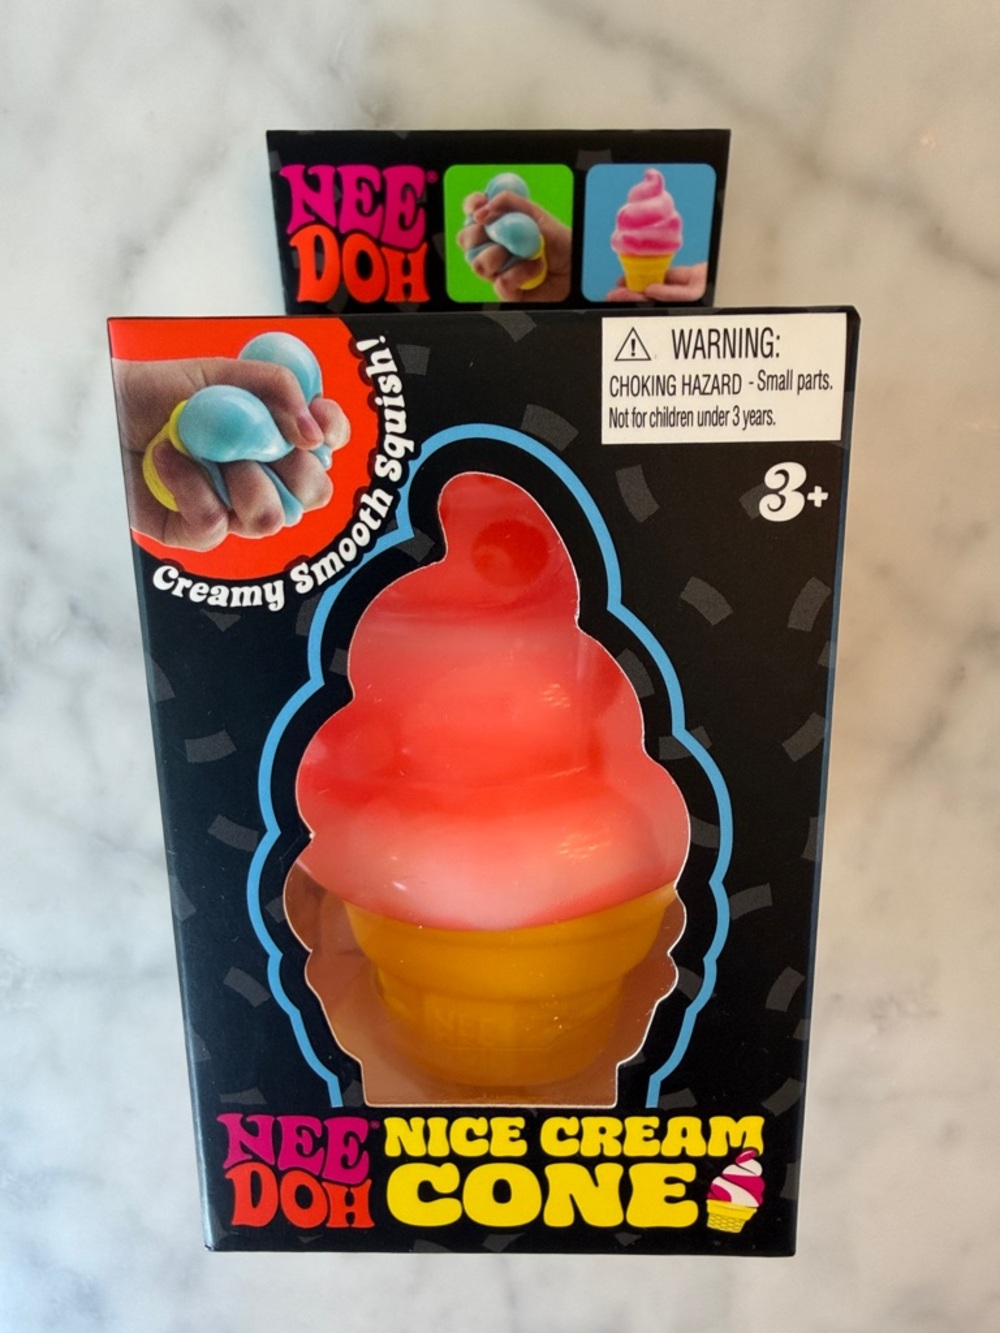 NEE
DOH
Creamy Smooth Squish!
⚠ WARNING:
CHOKING HAZARD - Small parts.
Not for children under 3 years.
3+
NEE
DOH
NICE CREAM
CONE